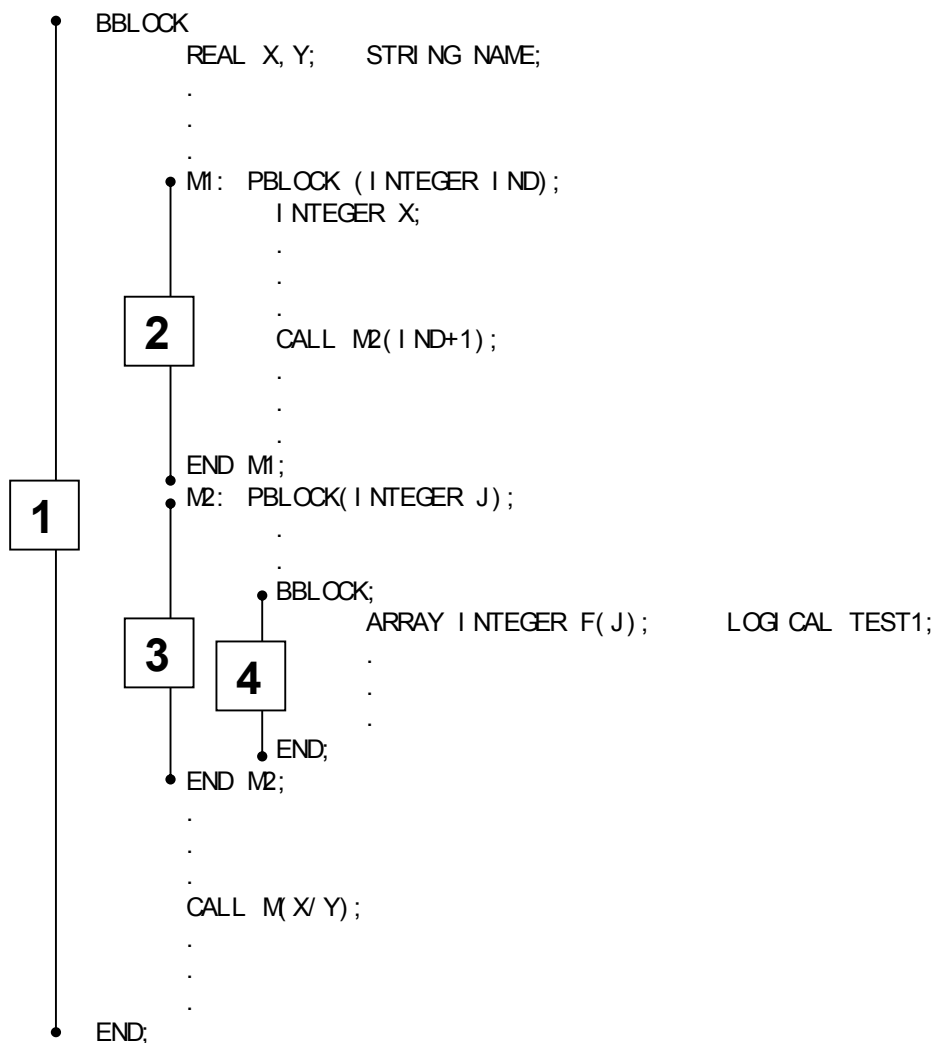 BBLOCK
REAL X, Y; STRING NAME;
.
.
.
M1: PBLOCK (INTEGER IND);
INTEGER X;
.
.
.
2
CALL M2(IND+1);
.
.
.
END M1;
1
M2: PBLOCK(INTEGER J);
.
.
BBLOCK;
ARRAY INTEGER F(J); LOGICAL TEST1;
3
4
.
.
.
END;
END M2;
.
.
.
CALL M(X/Y);
.
.
.
END;